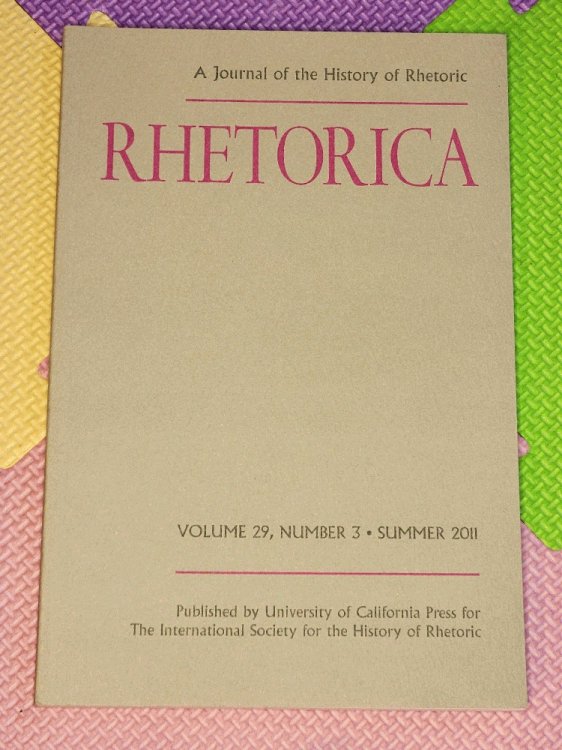 A Journal of the History of Rhetoric
RHETORICA
VOLUME 29, NUMBER 3 • SUMMER 2011
Published by University of California Press for
The International Society for the History of Rhetoric